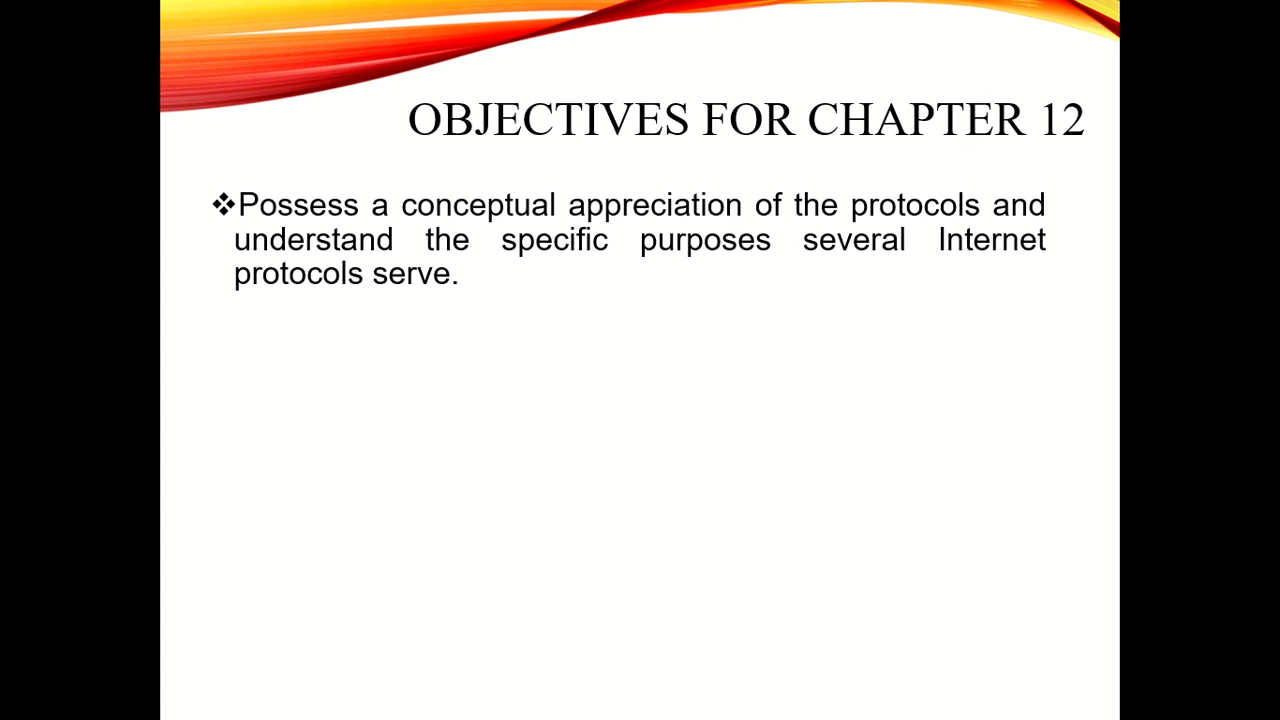 OBJECTIVES FOR CHAPTER 12
❖Possess a conceptual appreciation of the protocols and
understand the specific purposes several Internet
protocols serve.